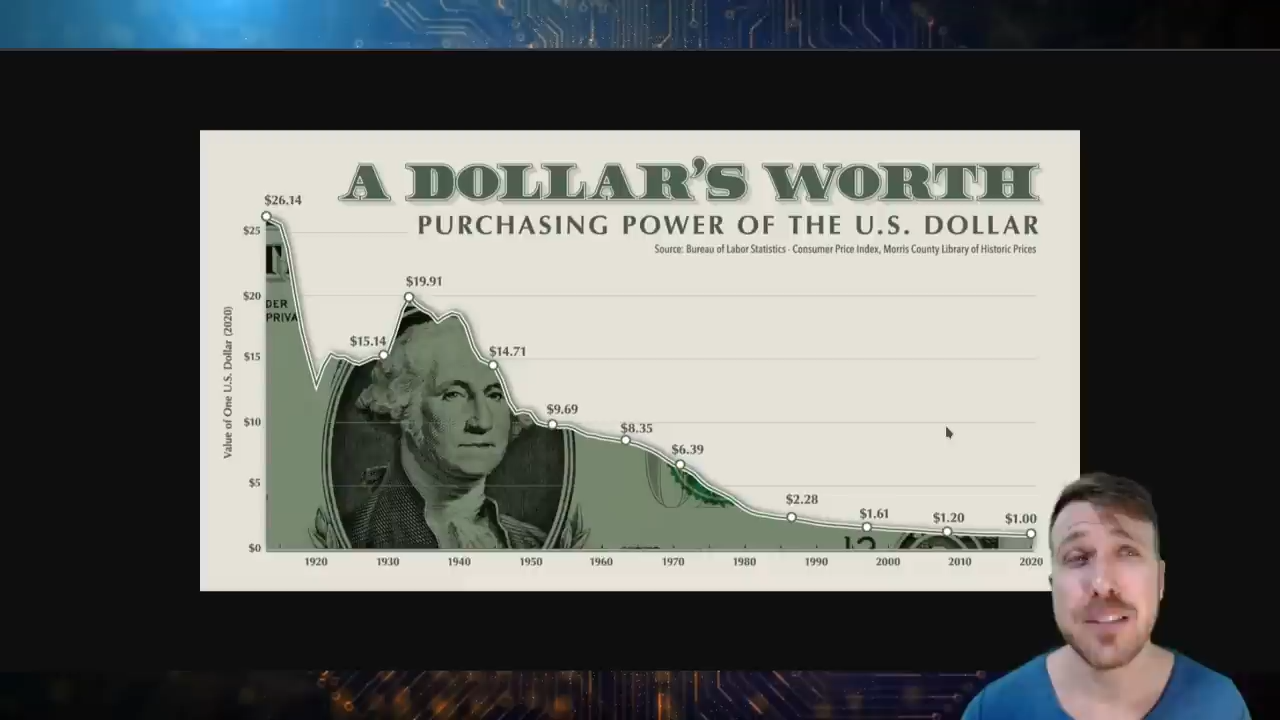 A DOLLAR'S WORTH
PURCHASING POWER OF THE U.S. DOLLAR
Source: Bureau of Labor Statistics - Consumer Price Index, Morris County Library of Historic Prices
Value of One U.S. Dollar (2020)
$25
$20
$15
$10
$5
$0
$26.14
$15.14
$19.91
$14.71
$9.69
$8.35
$6.39
$2.28
$1.61
$1.20
$1.00
DER
PRIVA
12
1920 1930 1940 1950 1960 1970 1980 1990 2000 2010 2020